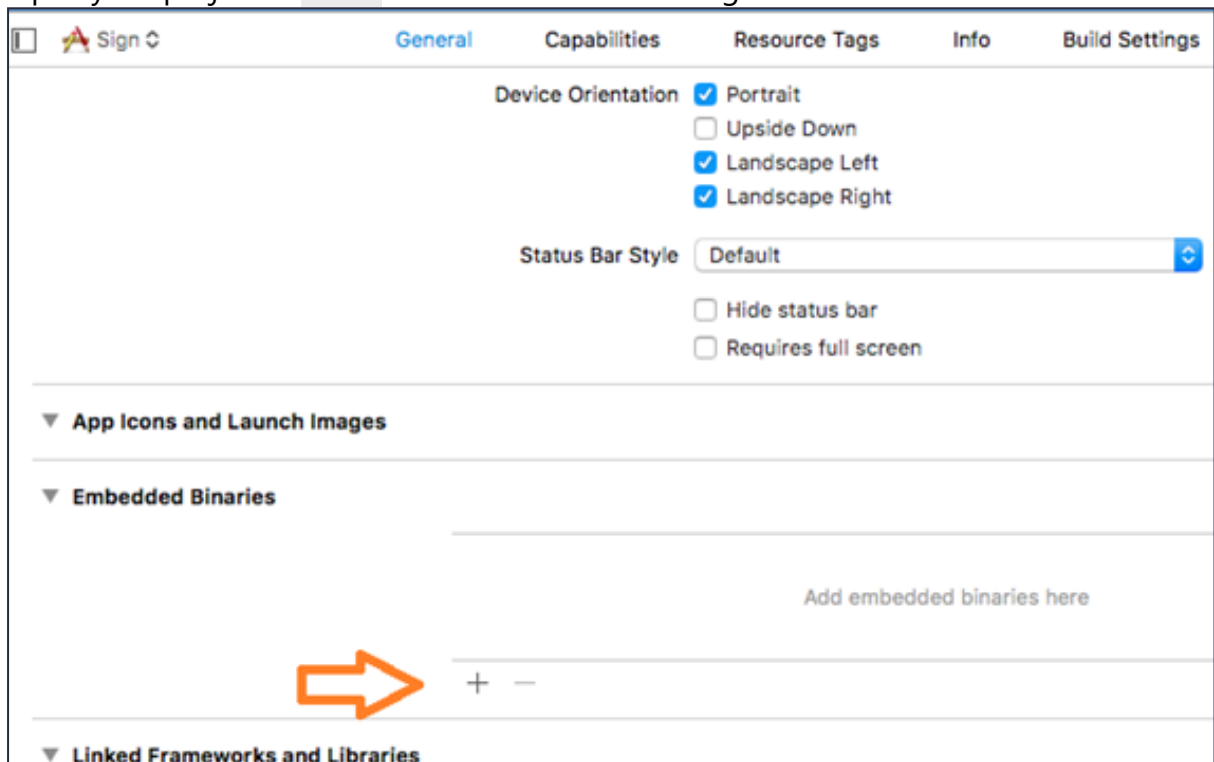 Sign General Capabilities Resource Tags Info Build Settings
Device Orientation Portrait
Upside Down
Landscape Left
Landscape Right
Status Bar Style Default
Hide status bar
Requires full screen
App Icons and Launch Images
Embedded Binaries
Add embedded binaries here
+ −
Linked Frameworks and Libraries